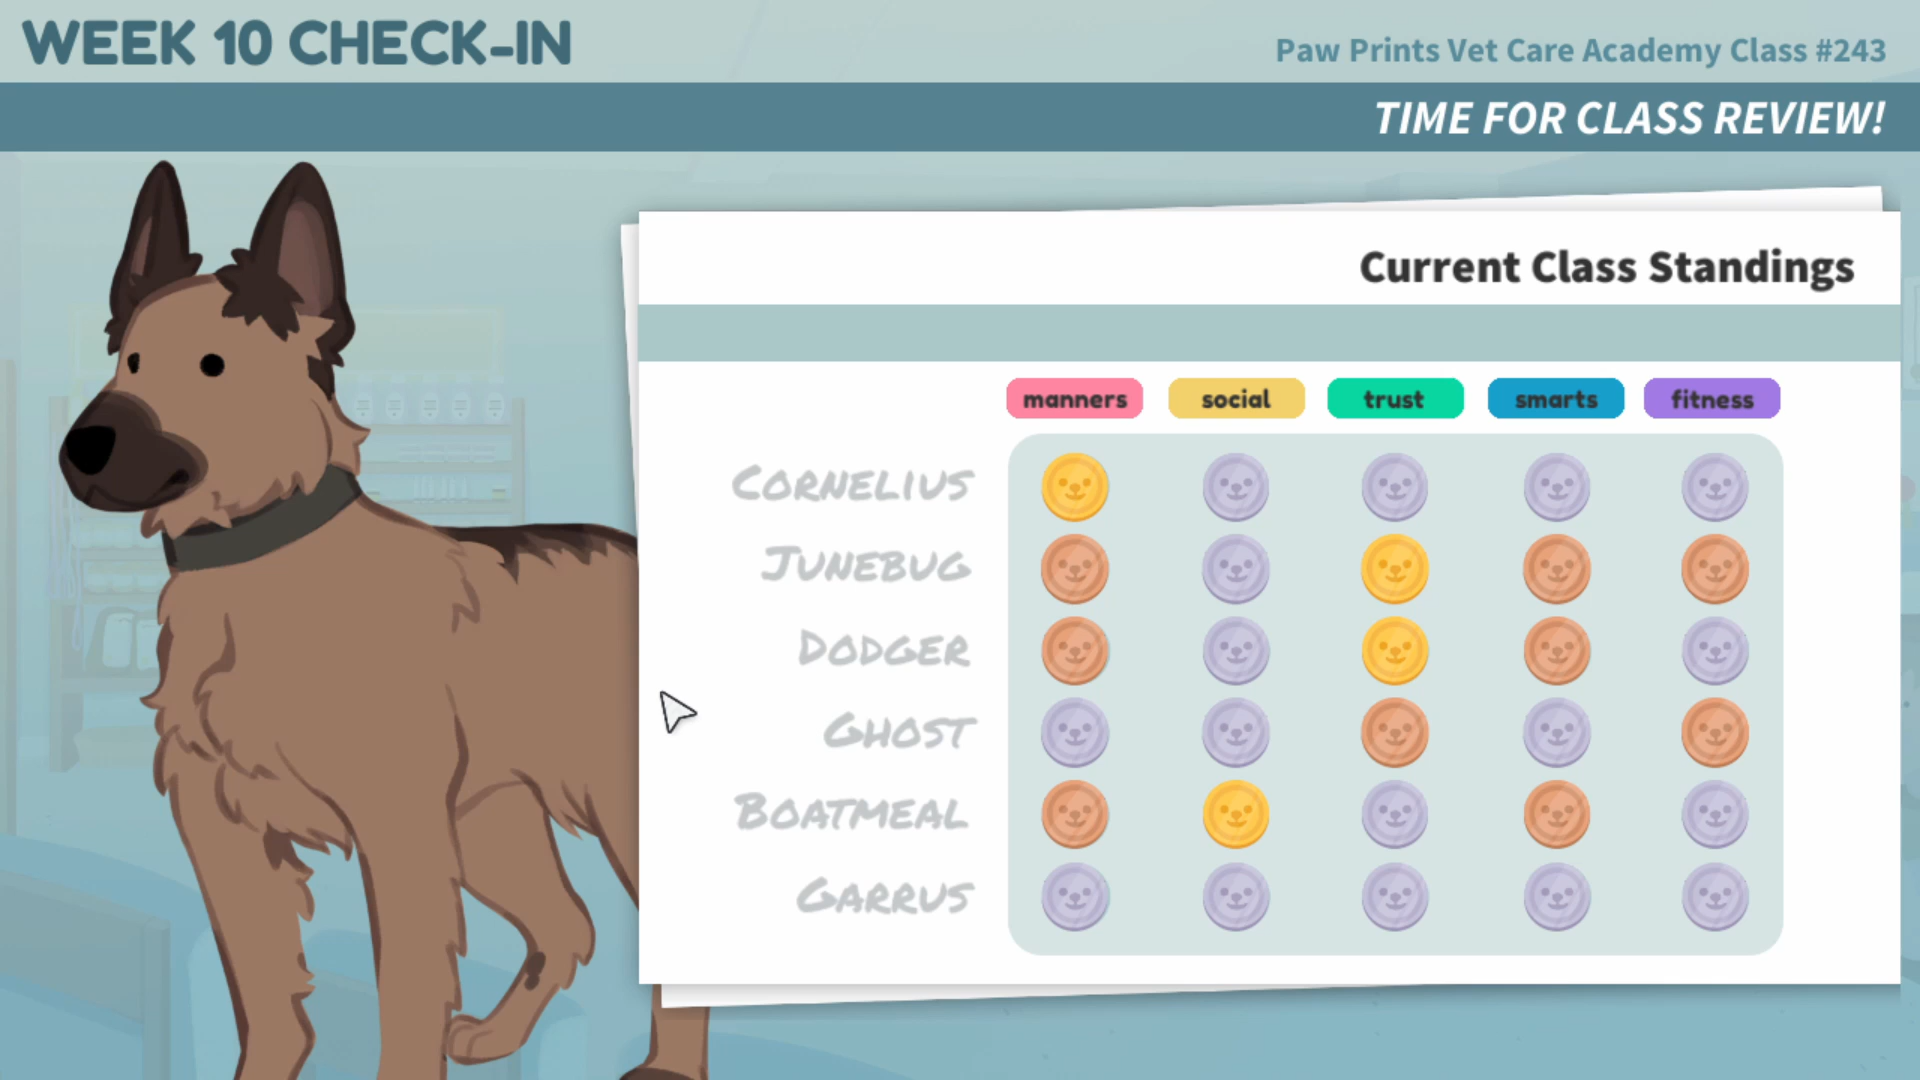 WEEK 10 CHECK-IN
Paw Prints Vet Care Academy Class #243
TIME FOR CLASS REVIEW!
Current Class Standings
manners social trust smarts fitness
CORNELIUS
JUNEBUG
DODGER
GHOST
BOATMEAL
GARRUS